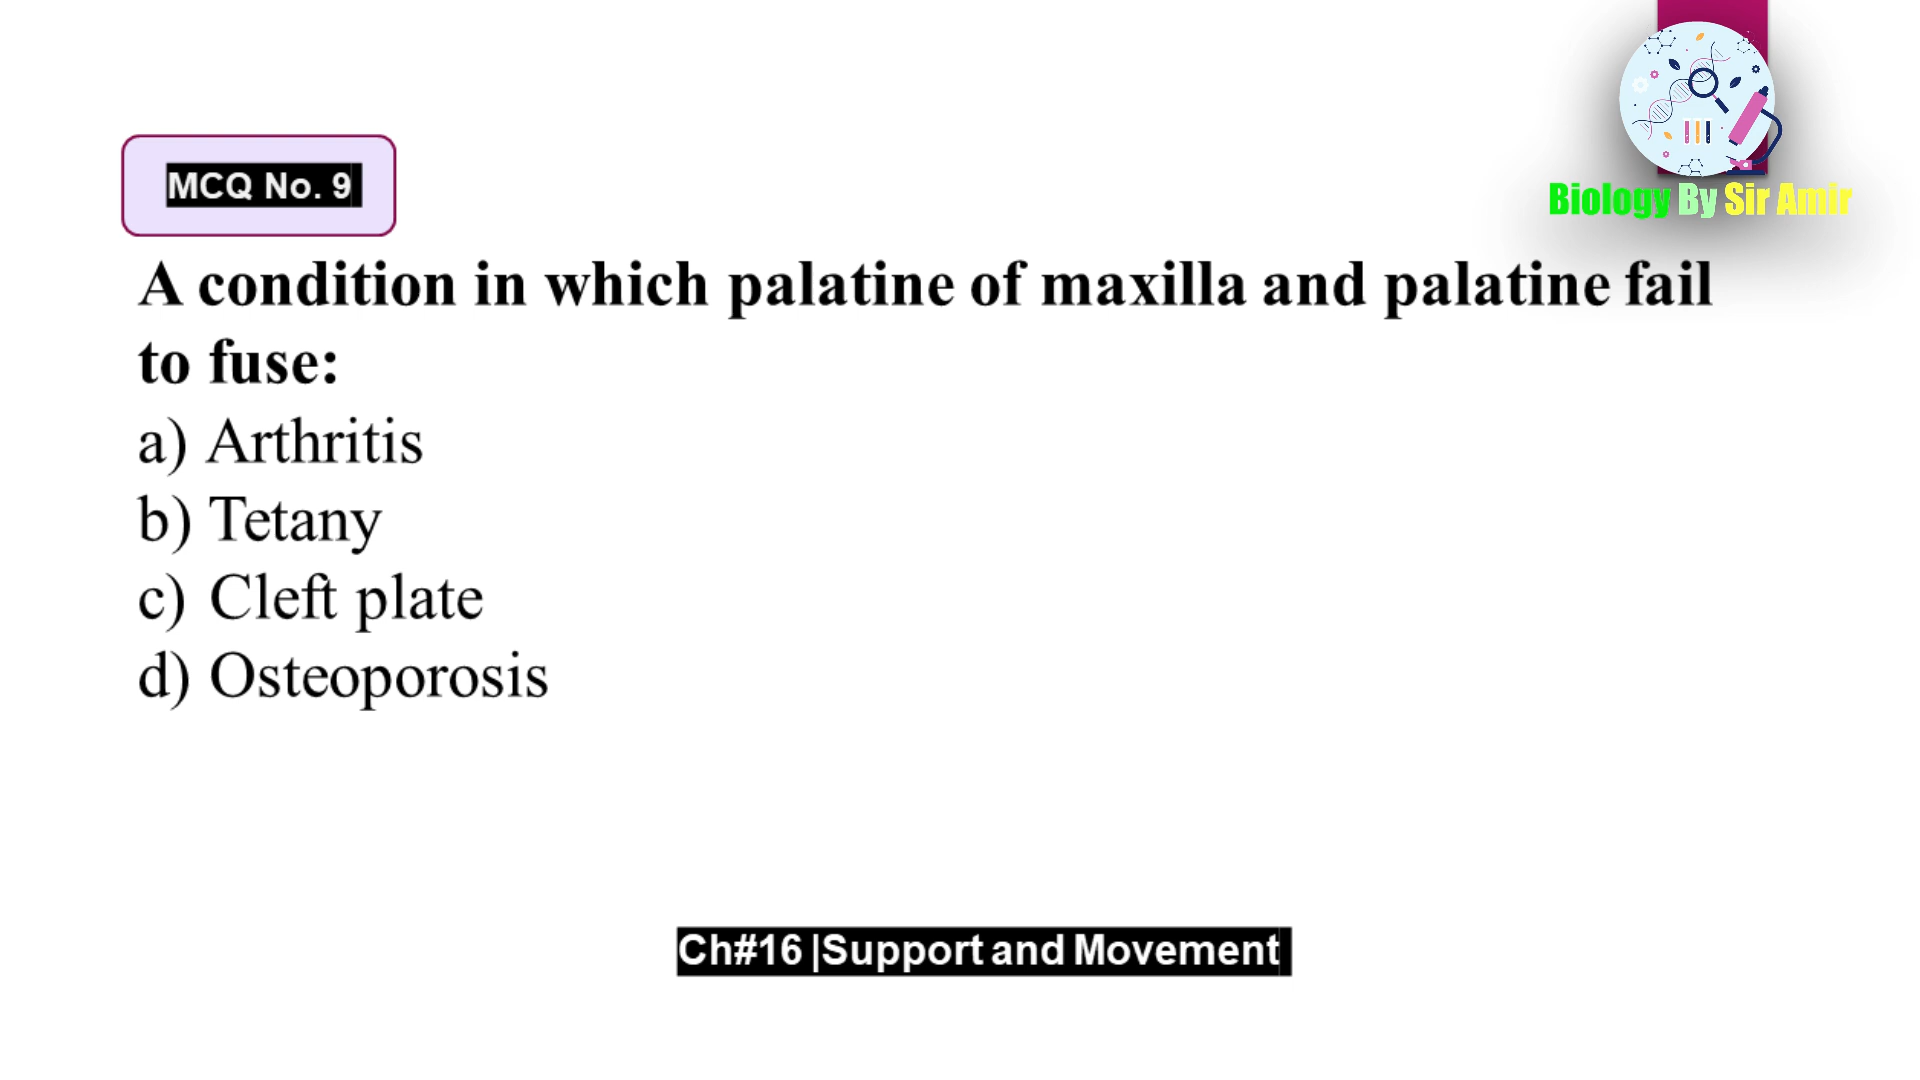 Biology By Sir Amir
MCQ No. 9
A condition in which palatine of maxilla and palatine fail
to fuse:
a) Arthritis
b) Tetany
c) Cleft plate
d) Osteoporosis
Ch#16 |Support and Movement